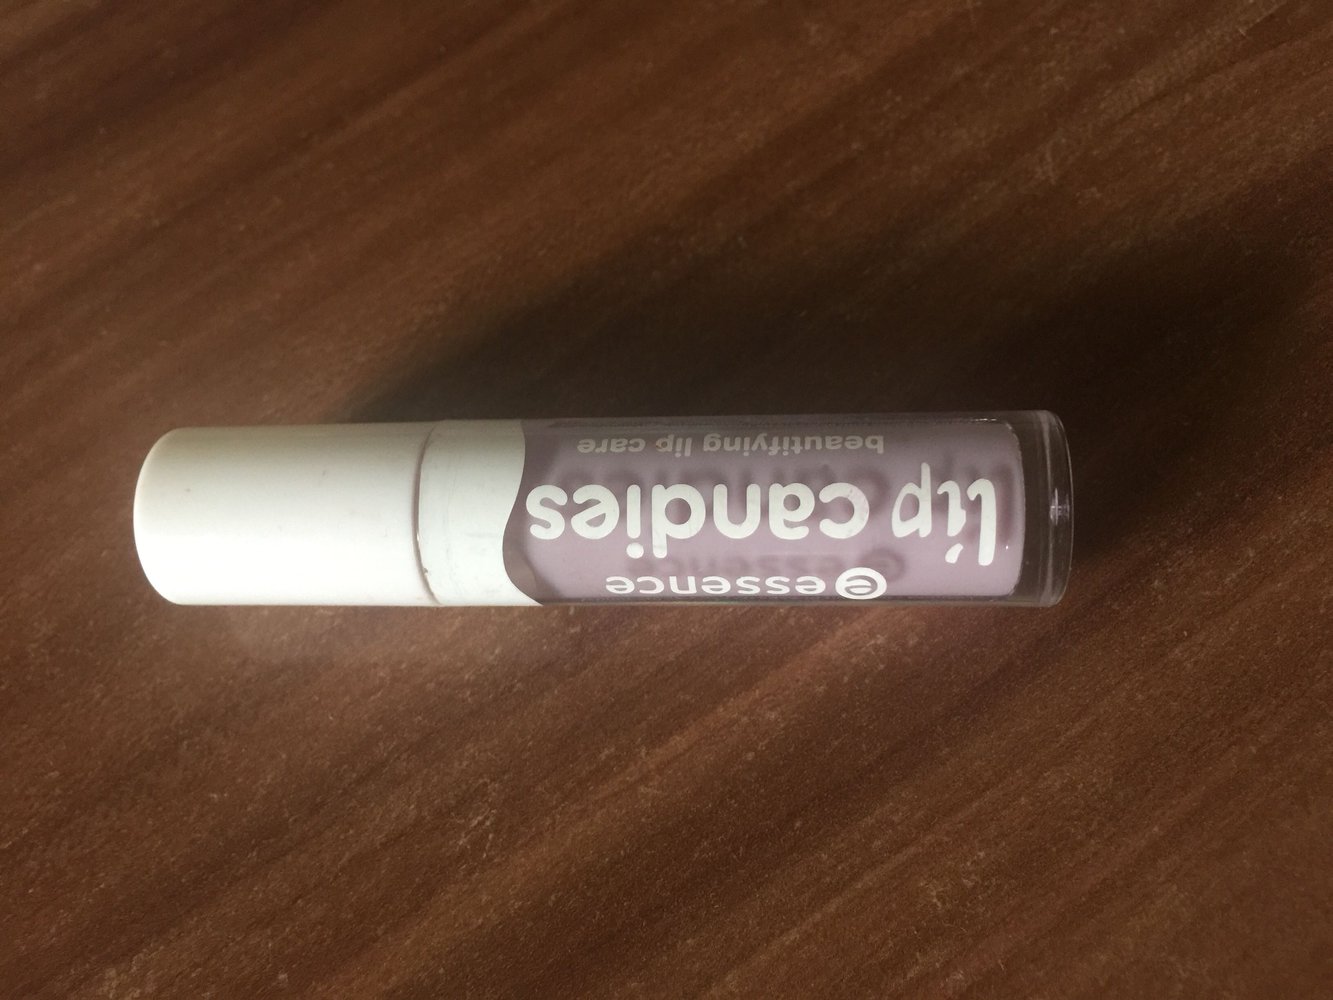 essence
lip candies
beautifying lip care